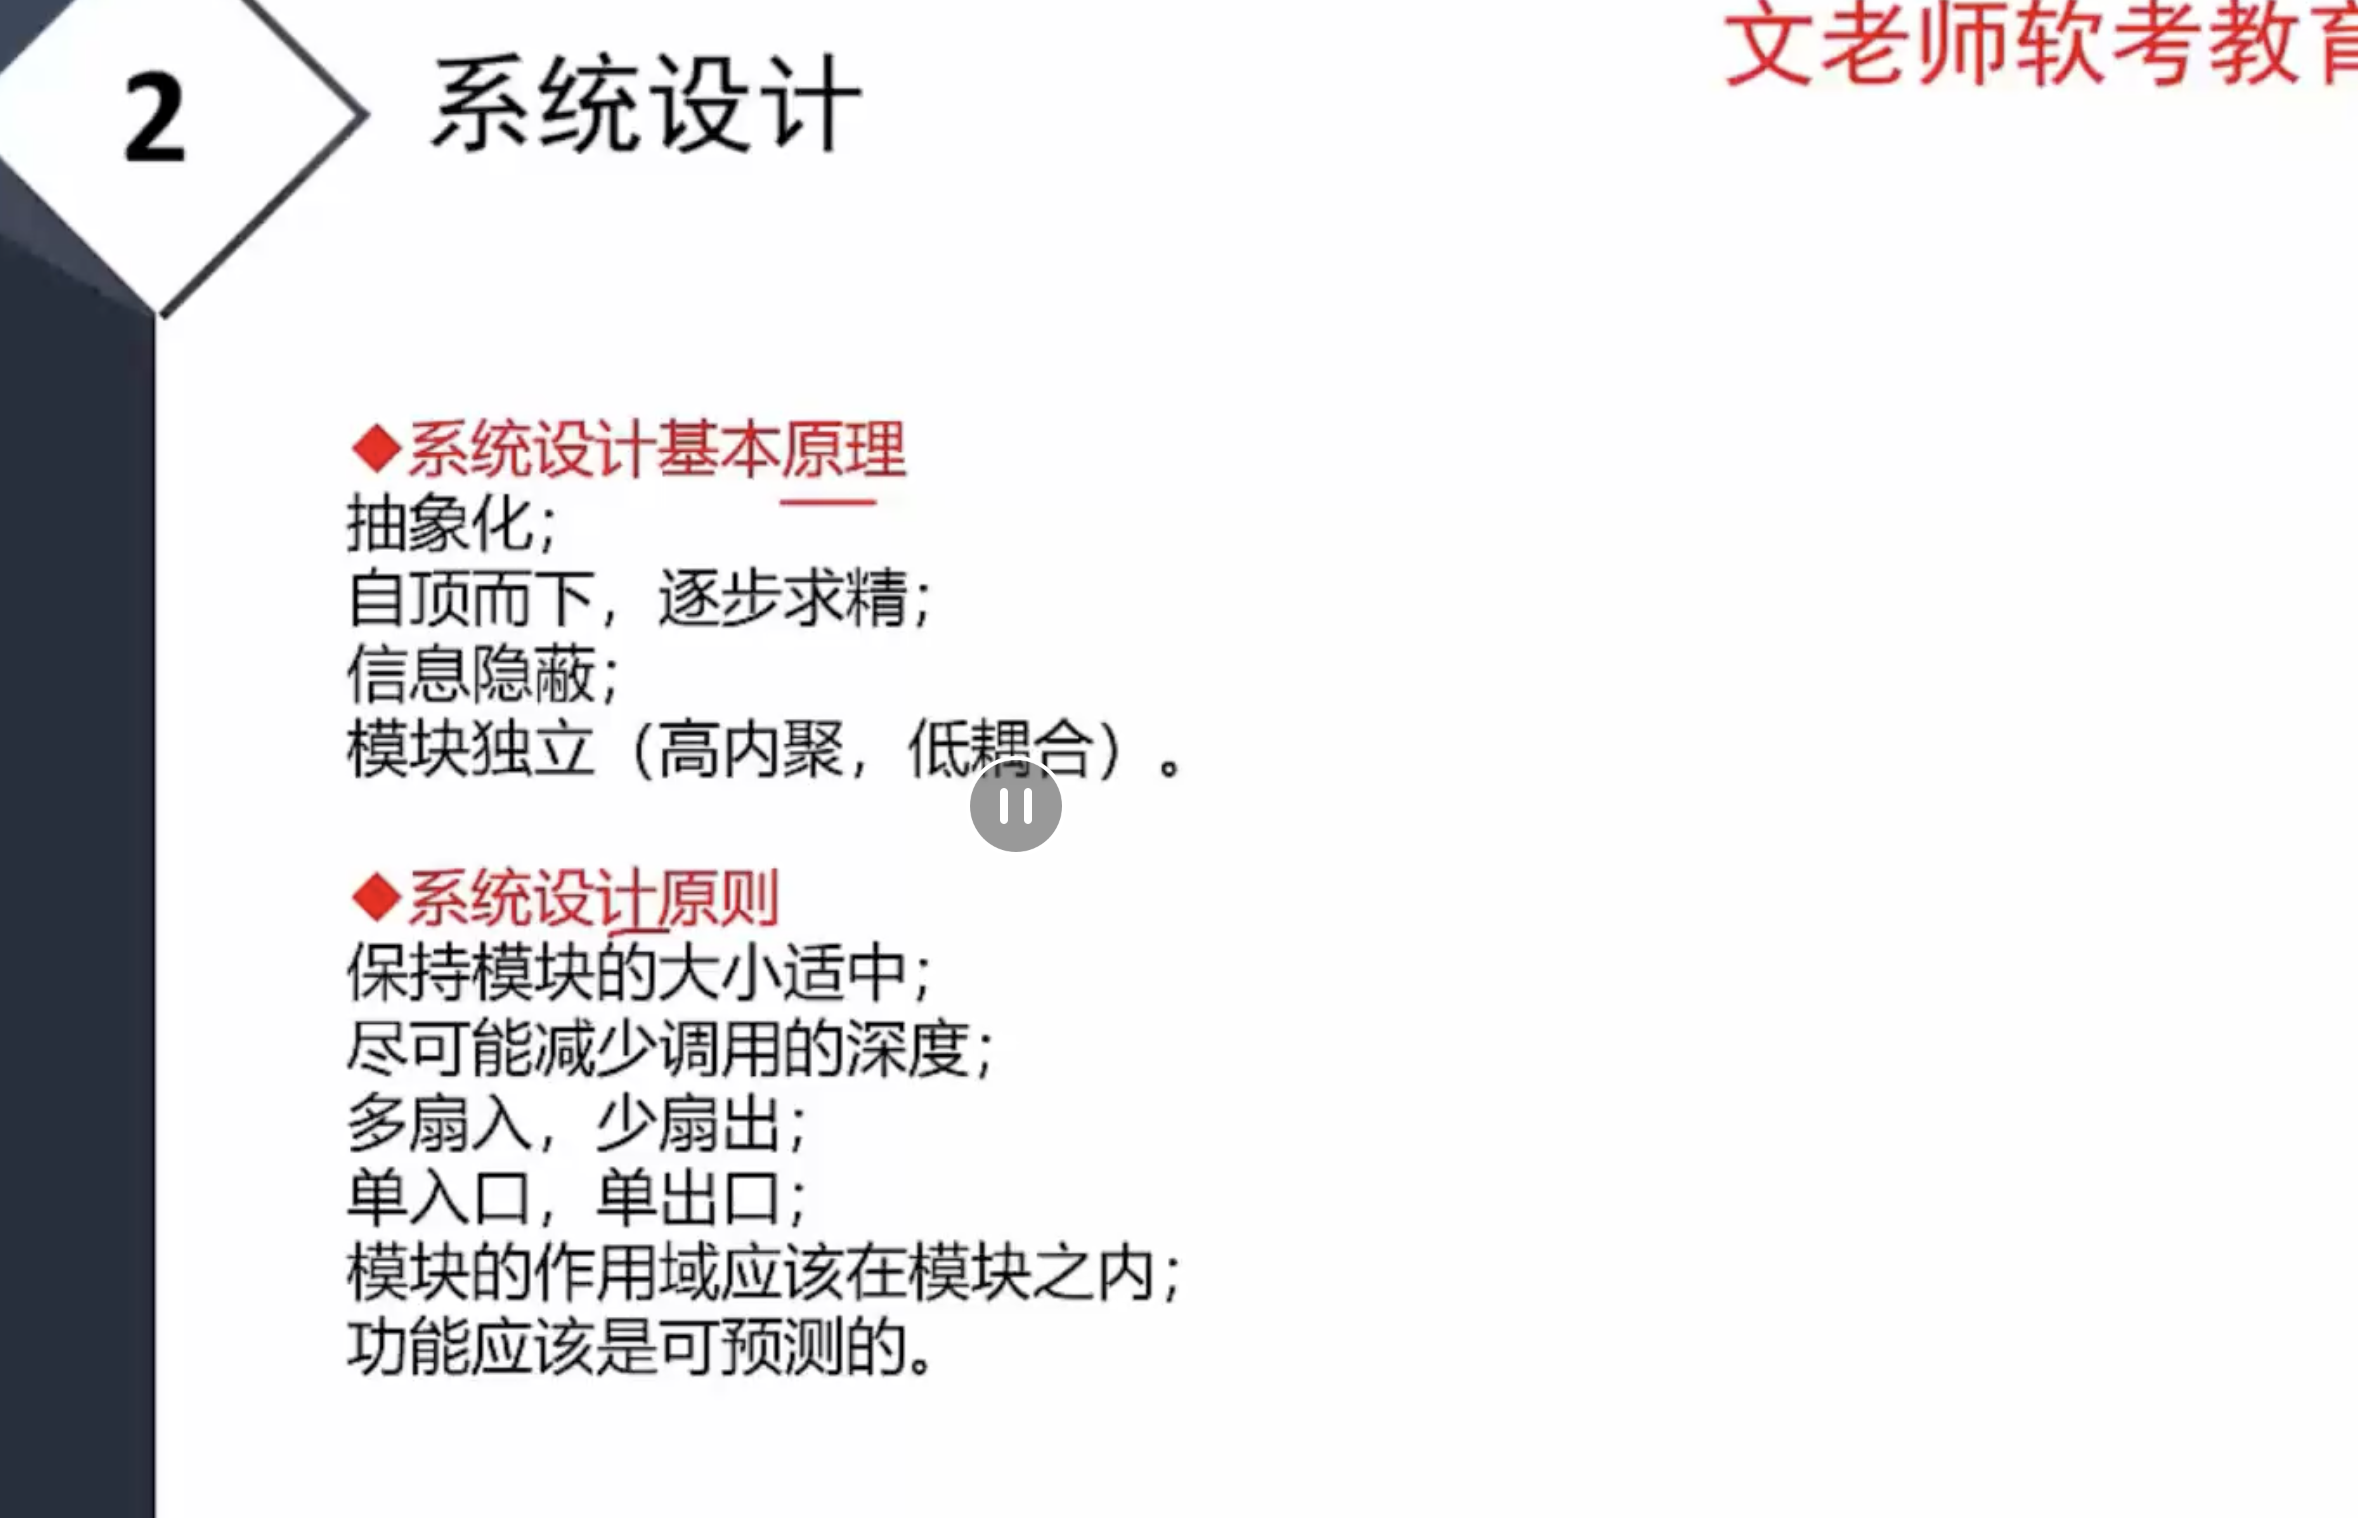 文老师软考教育
2
系统设计
◆系统设计基本原理
抽象化；
自顶而下，逐步求精；
信息隐蔽；
模块独立（高内聚，低耦合）。
◆系统设计原则
保持模块的大小适中；
尽可能减少调用的深度；
多扇入，少扇出；
单入口，单出口；
模块的作用域应该在模块之内；
功能应该是可预测的。